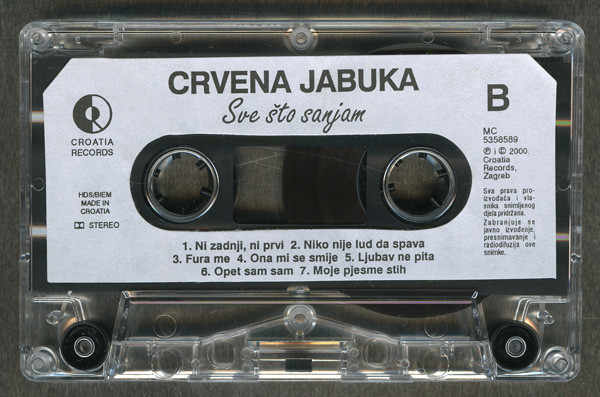 CRVENA JABUKA
Sve što sanjam
B
CROATIA
RECORDS
HDS/BIEM
MADE IN
CROATIA
STEREO
MC
5358589
℗ i © 2000.
Croatia
Records,
Zagreb
Sva prava pro-
izvođača i vla-
snika snimljenog
djela pridržana.
Zabranjuje se
javno izvođenje,
presnimavanje i
radiodifuzija ove
snimke.
1. Ni zadnji, ni prvi 2. Niko nije lud da spava
3. Fura me 4. Ona mi se smije 5. Ljubav ne pita
6. Opet sam sam 7. Moje pjesme stih